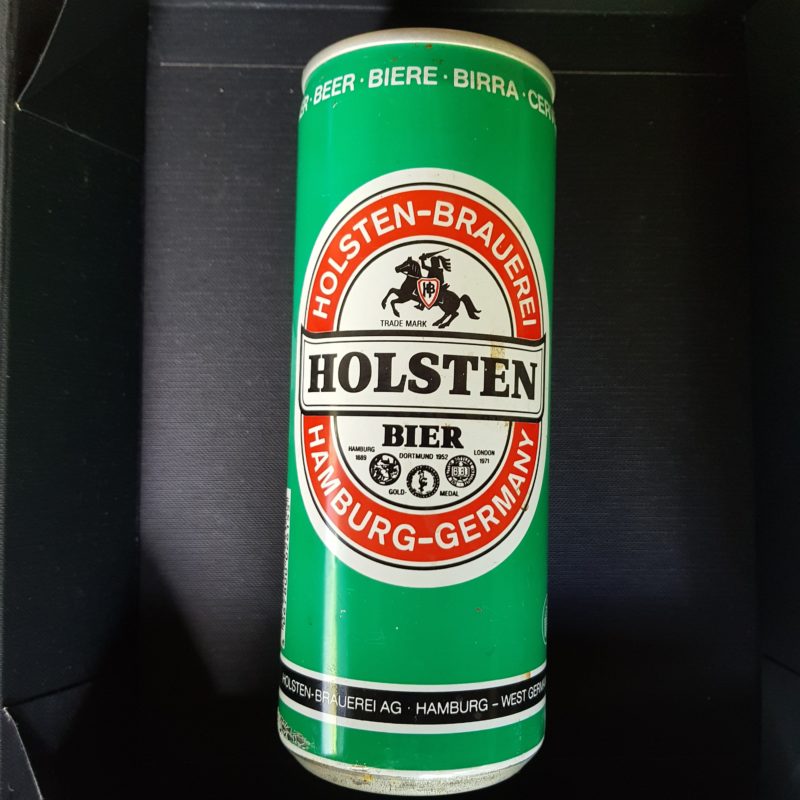 BEER · BIERE · BIRRA ·
HOLSTEN-BRAUEREI
HB
TRADE MARK
HOLSTEN
BIER
HAMBURG 1889
DORTMUND 1952
LONDON 1971
GOLD- MEDAL
HAMBURG-GERMANY
HOLSTEN-BRAUEREI AG · HAMBURG – WEST